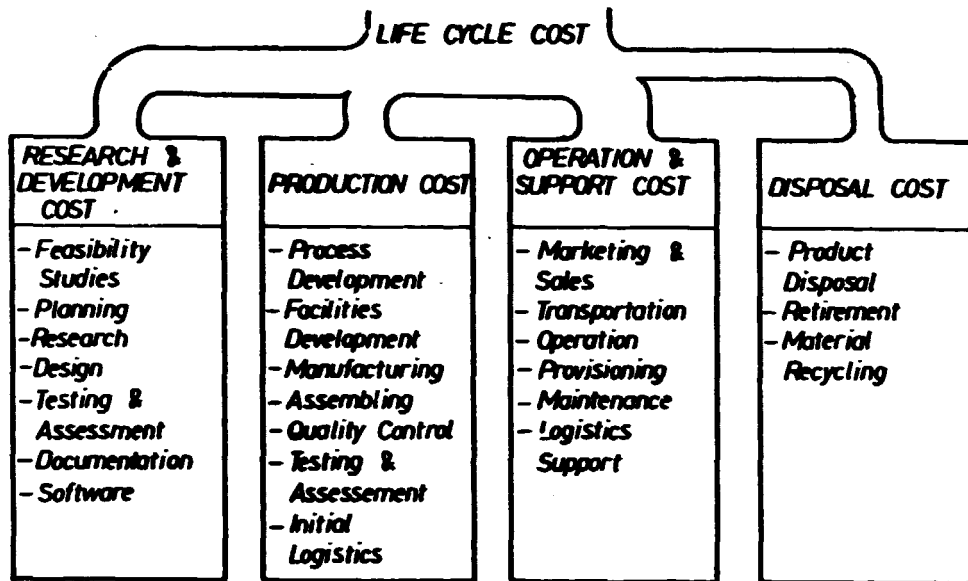 LIFE CYCLE COST
RESEARCH &
DEVELOPMENT
COST
- Feasibility
Studies
- Planning
- Research
- Design
- Testing &
Assessment
- Documentation
- Software
PRODUCTION COST
- Process
Development
- Facilities
Development
- Manufacturing
- Assembling
- Quality Control
- Testing &
Assessement
- Initial
Logistics
OPERATION &
SUPPORT COST
- Marketing &
Sales
- Transportation
- Operation
- Provisioning
- Maintenance
- Logistics
Support
DISPOSAL COST
- Product
Disposal
- Retirement
- Material
Recycling